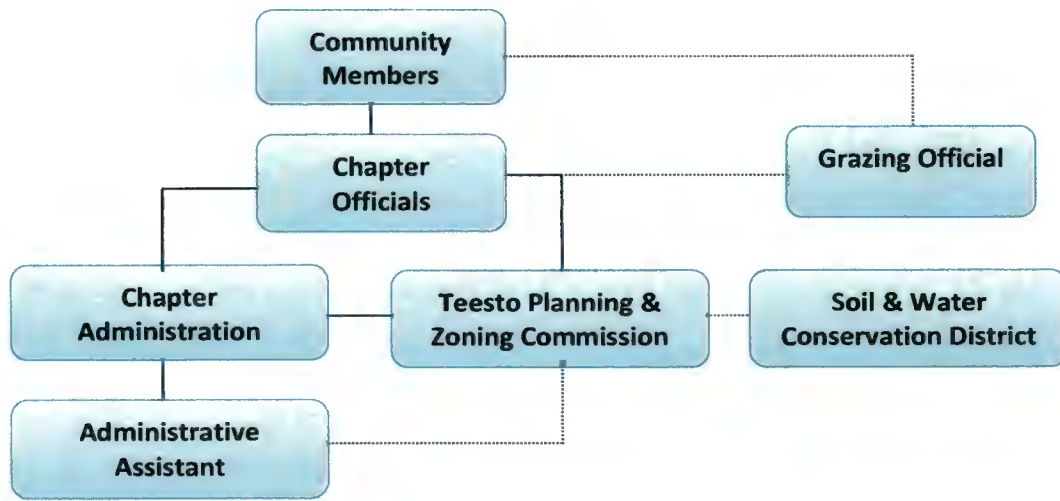 Community
Members
Chapter
Officials
Grazing Official
Chapter
Administration
Teesto Planning &
Zoning Commission
Soil & Water
Conservation District
Administrative
Assistant